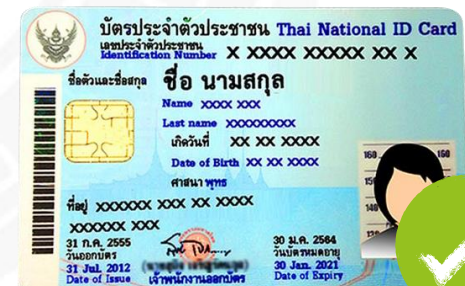 บัตรประจำตัวประชาชน Thai National ID Card
เลขประจำตัวประชาชน
Identification Number X XXXX XXXXX XX X
ชื่อตัวและชื่อสกุล ชื่อ นามสกุล
Name XXXX XXX
Last name XXXXXXXXXX
เกิดวันที่ XX XX XXXX
Date of Birth XX XX XXXX
ศาสนา พุทธ
ที่อยู่ XXXXXX XXX XX XXXXX
XXXXXX XXX
31 ก.ค. 2555
วันออกบัตร
31 Jul. 2012
Date of Issue
เจ้าพนักงานออกบัตร
30 ม.ค. 2564
วันบัตรหมดอายุ
30 Jan. 2021
Date of Expiry
160
160